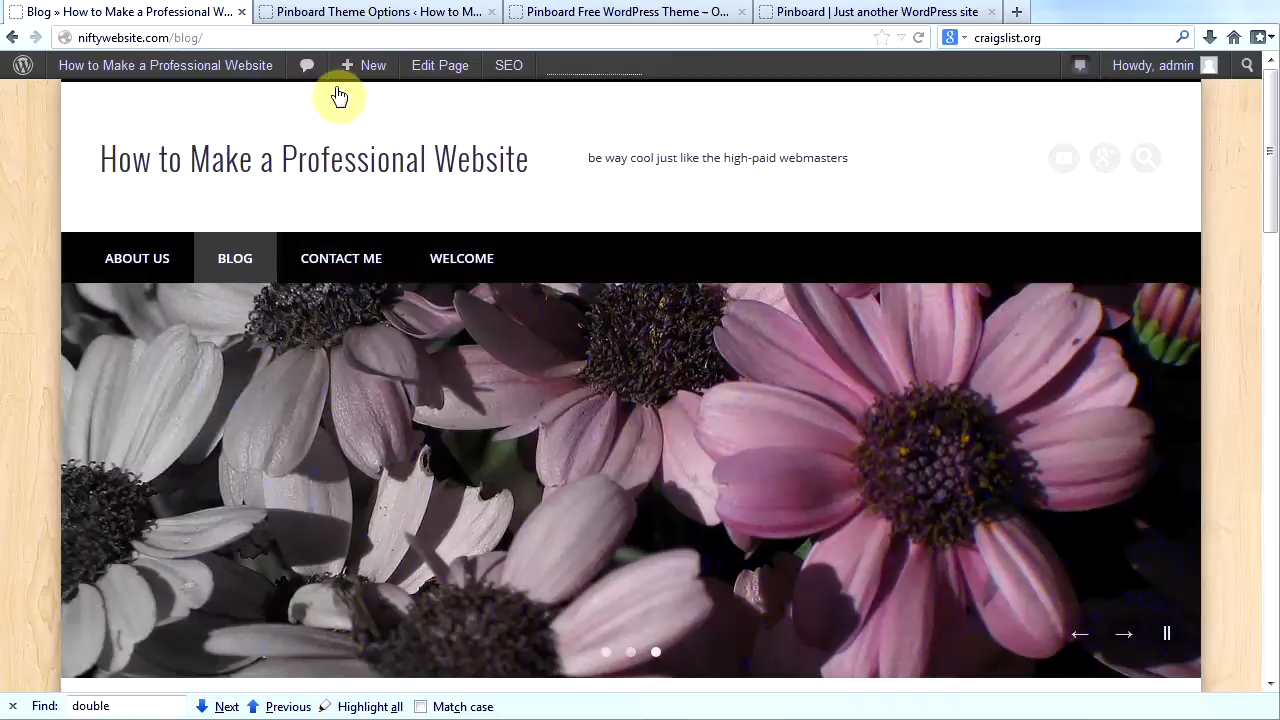 Blog » How to Make a Professional W... × Pinboard Theme Options ‹ How to M... × Pinboard Free WordPress Theme – O... × Pinboard | Just another WordPress site × +
niftywebsite.com/blog/ craigslist.org
How to Make a Professional Website + New Edit Page SEO Howdy, admin
How to Make a Professional Website be way cool just like the high-paid webmasters
ABOUT US BLOG CONTACT ME WELCOME
× Find: double Next Previous Highlight all Match case